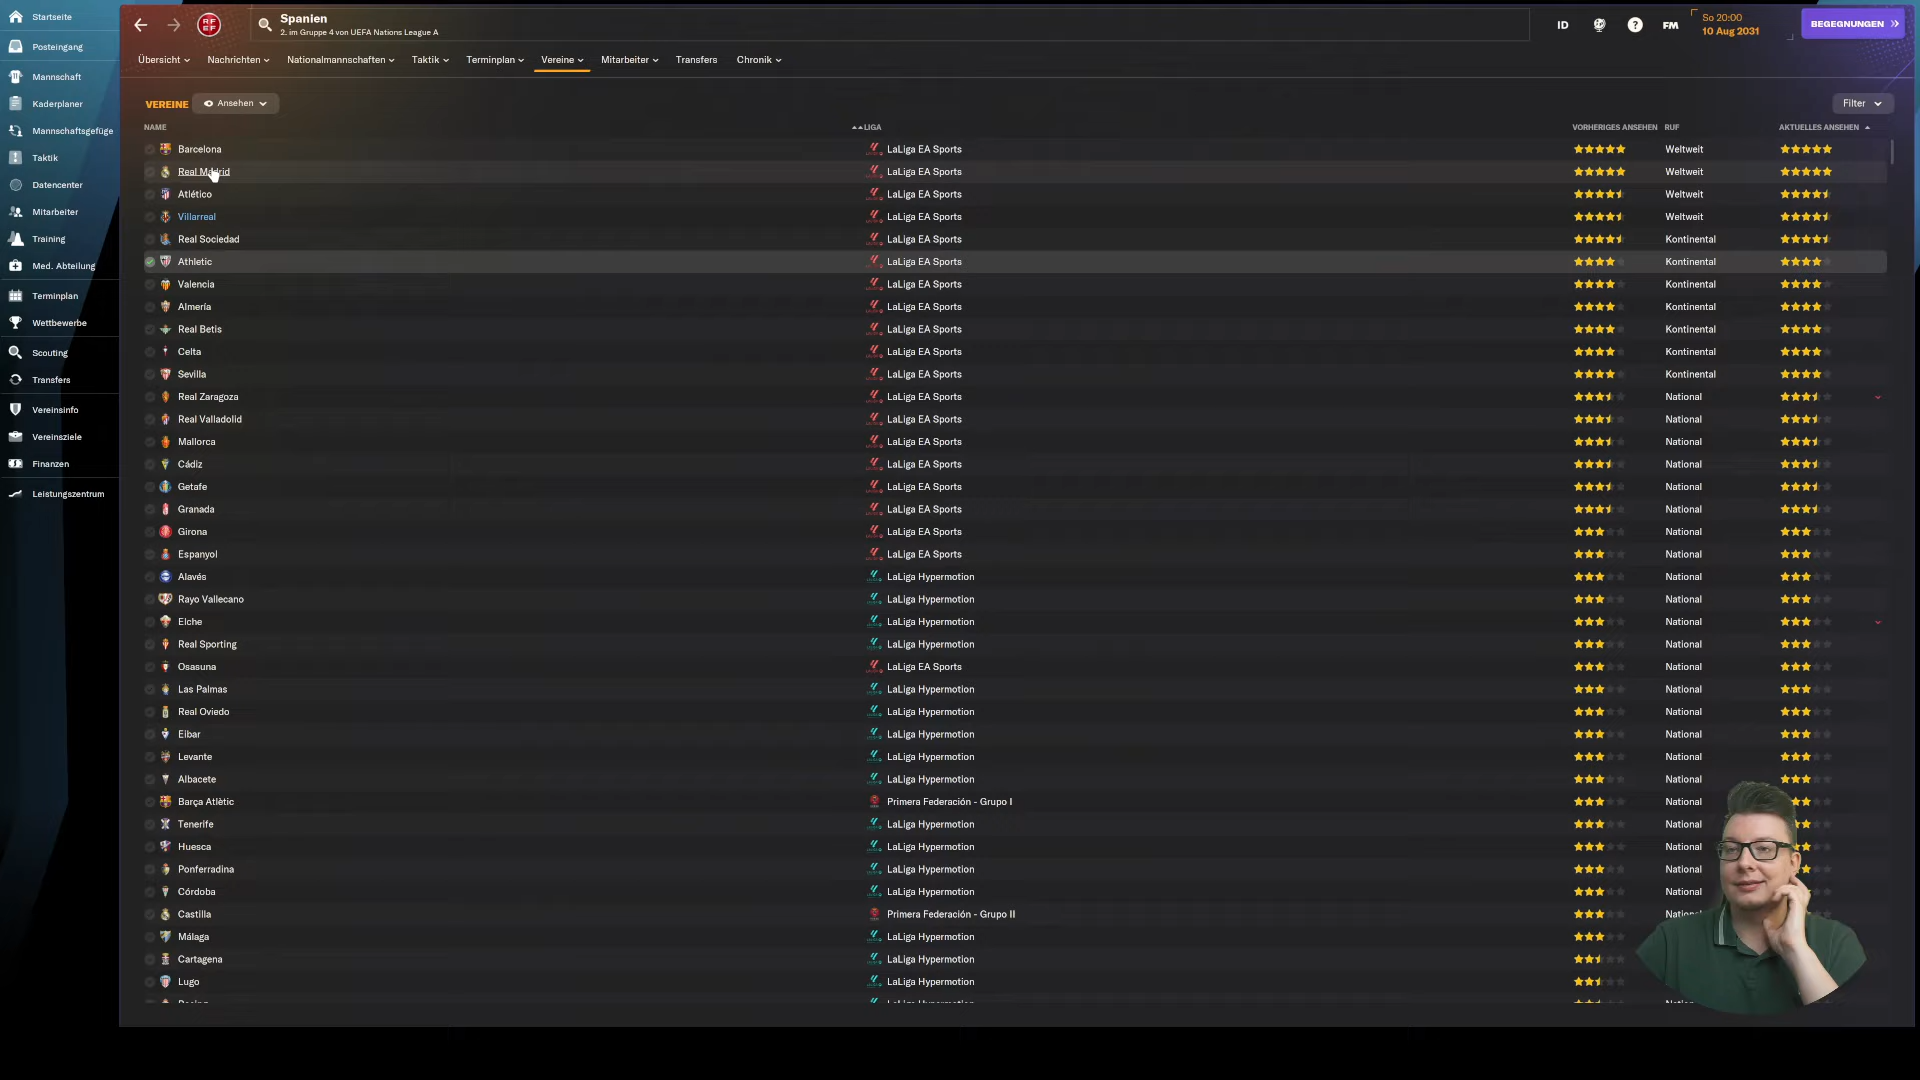 Startseite
Posteingang
Mannschaft
Kaderplaner
Mannschaftsgefüge
Taktik
Datencenter
Mitarbeiter
Training
Med. Abteilung
Terminplan
Wettbewerbe
Scouting
Transfers
Vereinsinfo
Vereinsziele
Finanzen
Leistungszentrum
Spanien
2. im Gruppe 4 von UEFA Nations League A
ID
FM
So 20:00
10 Aug 2031
BEGEGNUNGEN
Übersicht Nachrichten Nationalmannschaften Taktik Terminplan Vereine Mitarbeiter Transfers Chronik
VEREINE Ansehen Filter
NAME LIGA VORHERIGES ANSEHEN RUF AKTUELLES ANSEHEN
Barcelona LaLiga EA Sports Weltweit
Real Madrid LaLiga EA Sports Weltweit
Atlético LaLiga EA Sports Weltweit
Villarreal LaLiga EA Sports Weltweit
Real Sociedad LaLiga EA Sports Kontinental
Athletic LaLiga EA Sports Kontinental
Valencia LaLiga EA Sports Kontinental
Almería LaLiga EA Sports Kontinental
Real Betis LaLiga EA Sports Kontinental
Celta LaLiga EA Sports Kontinental
Sevilla LaLiga EA Sports Kontinental
Real Zaragoza LaLiga EA Sports National
Real Valladolid LaLiga EA Sports National
Mallorca LaLiga EA Sports National
Cádiz LaLiga EA Sports National
Getafe LaLiga EA Sports National
Granada LaLiga EA Sports National
Girona LaLiga EA Sports National
Espanyol LaLiga EA Sports National
Alavés LaLiga Hypermotion National
Rayo Vallecano LaLiga Hypermotion National
Elche LaLiga Hypermotion National
Real Sporting LaLiga Hypermotion National
Osasuna LaLiga EA Sports National
Las Palmas LaLiga Hypermotion National
Real Oviedo LaLiga Hypermotion National
Eibar LaLiga Hypermotion National
Levante LaLiga Hypermotion National
Albacete LaLiga Hypermotion National
Barça Atlètic Primera Federación - Grupo I National
Tenerife LaLiga Hypermotion National
Huesca LaLiga Hypermotion National
Ponferradina LaLiga Hypermotion National
Córdoba LaLiga Hypermotion National
Castilla Primera Federación - Grupo II
Málaga LaLiga Hypermotion
Cartagena LaLiga Hypermotion
Lugo LaLiga Hypermotion